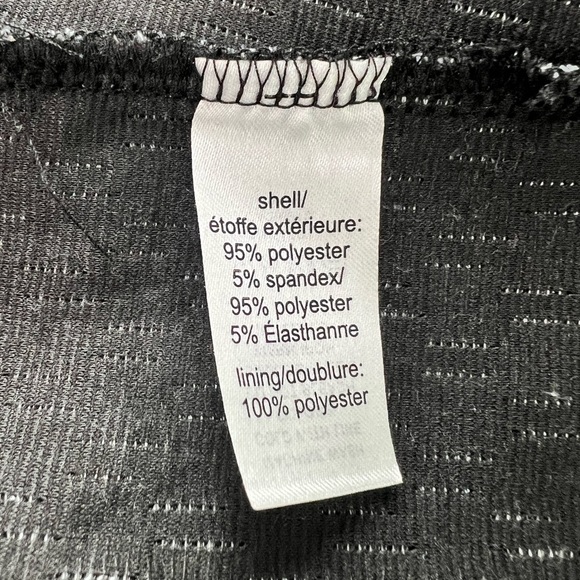 shell/
étoffe extérieure:
95% polyester
5% spandex/
95% polyester
5% Élasthanne
lining/doublure:
100% polyester